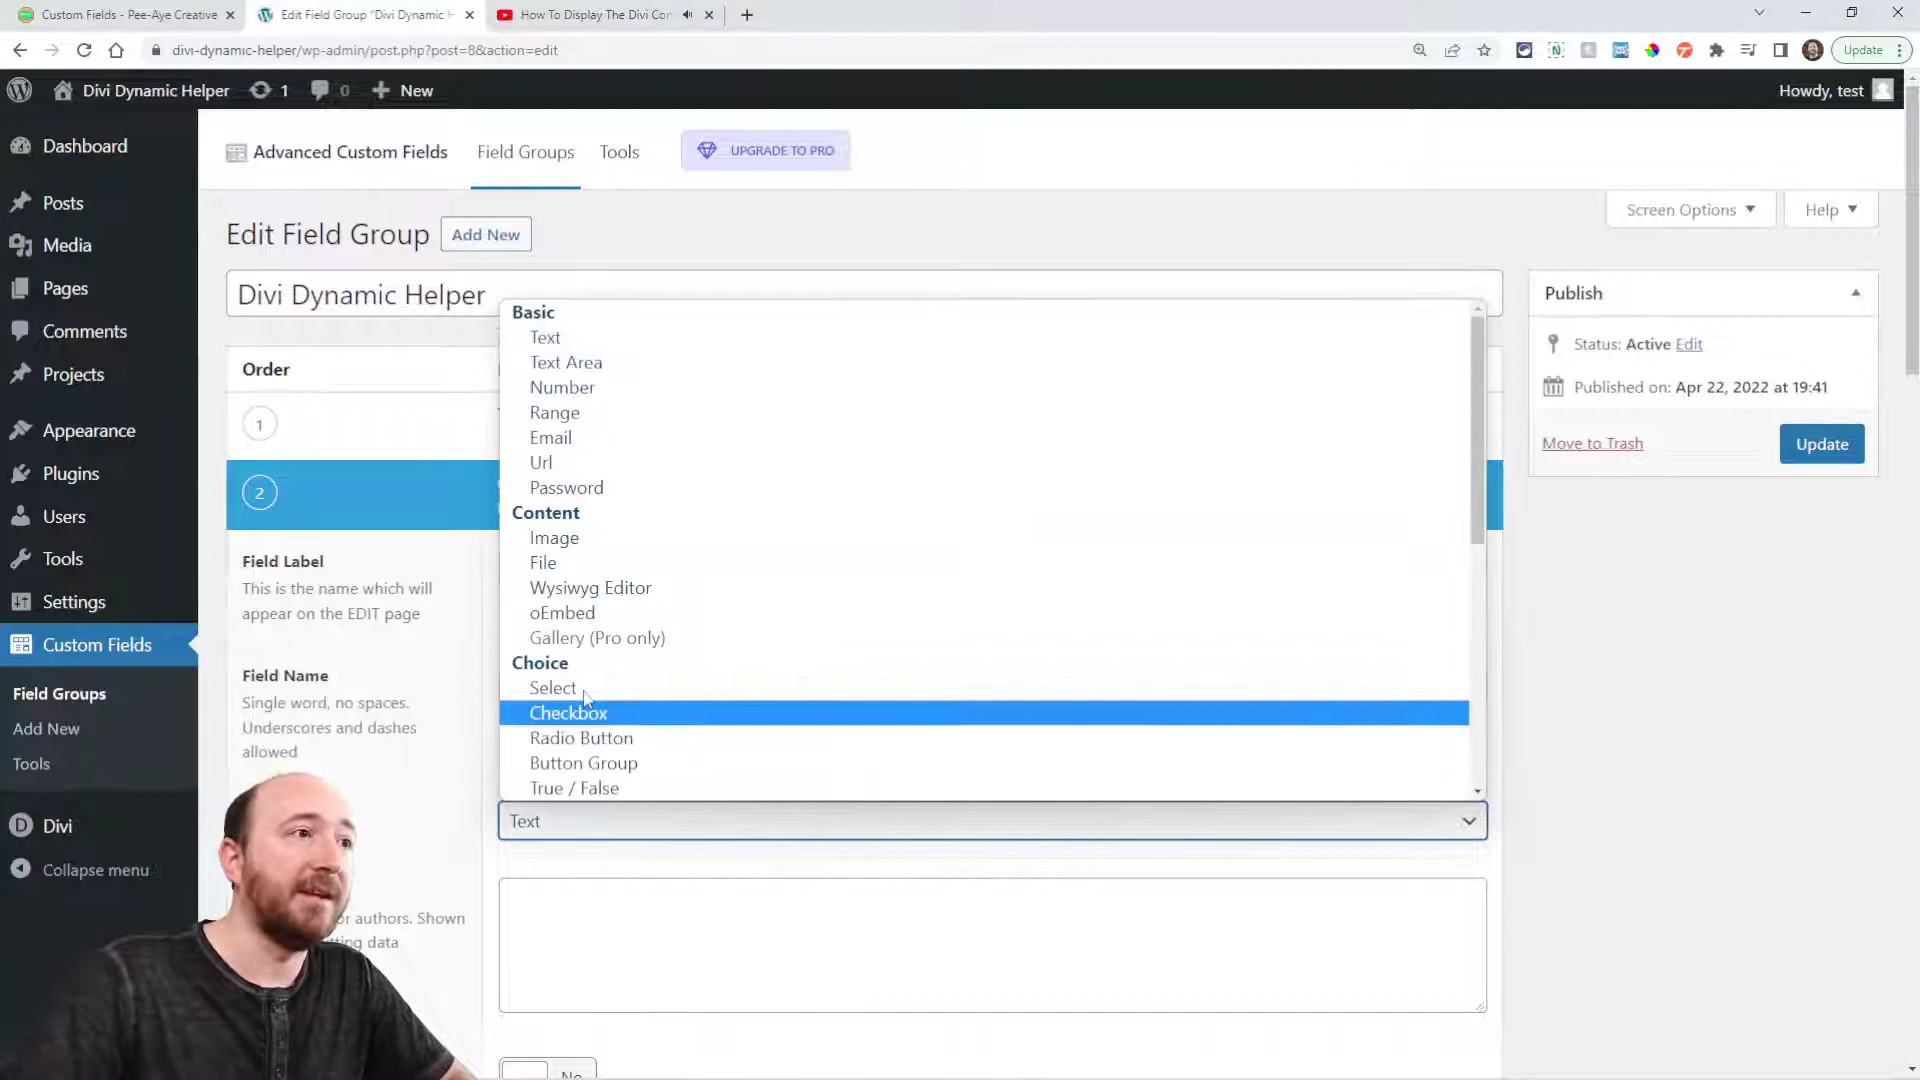 Custom Fields - Pee-Aye Creative
Edit Field Group "Divi Dynamic H
How To Display The Divi Con
divi-dynamic-helper/wp-admin/post.php?post=8&action=edit
Update
Divi Dynamic Helper
1
0
New
Howdy, test
Dashboard
Posts
Media
Pages
Comments
Projects
Appearance
Plugins
Users
Tools
Settings
Custom Fields
Field Groups
Add New
Tools
Divi
Collapse menu
Advanced Custom Fields
Field Groups
Tools
UPGRADE TO PRO
Screen Options
Help
Edit Field Group
Add New
Divi Dynamic Helper
Order
1
2
Field Label
This is the name which will
appear on the EDIT page
Field Name
Single word, no spaces.
Underscores and dashes
allowed
or authors. Shown
data
Basic
Text
Text Area
Number
Range
Email
Url
Password
Content
Image
File
Wysiwyg Editor
oEmbed
Gallery (Pro only)
Choice
Select
Checkbox
Radio Button
Button Group
True / False
Text
No
Publish
Status: Active Edit
Published on: Apr 22, 2022 at 19:41
Move to Trash
Update